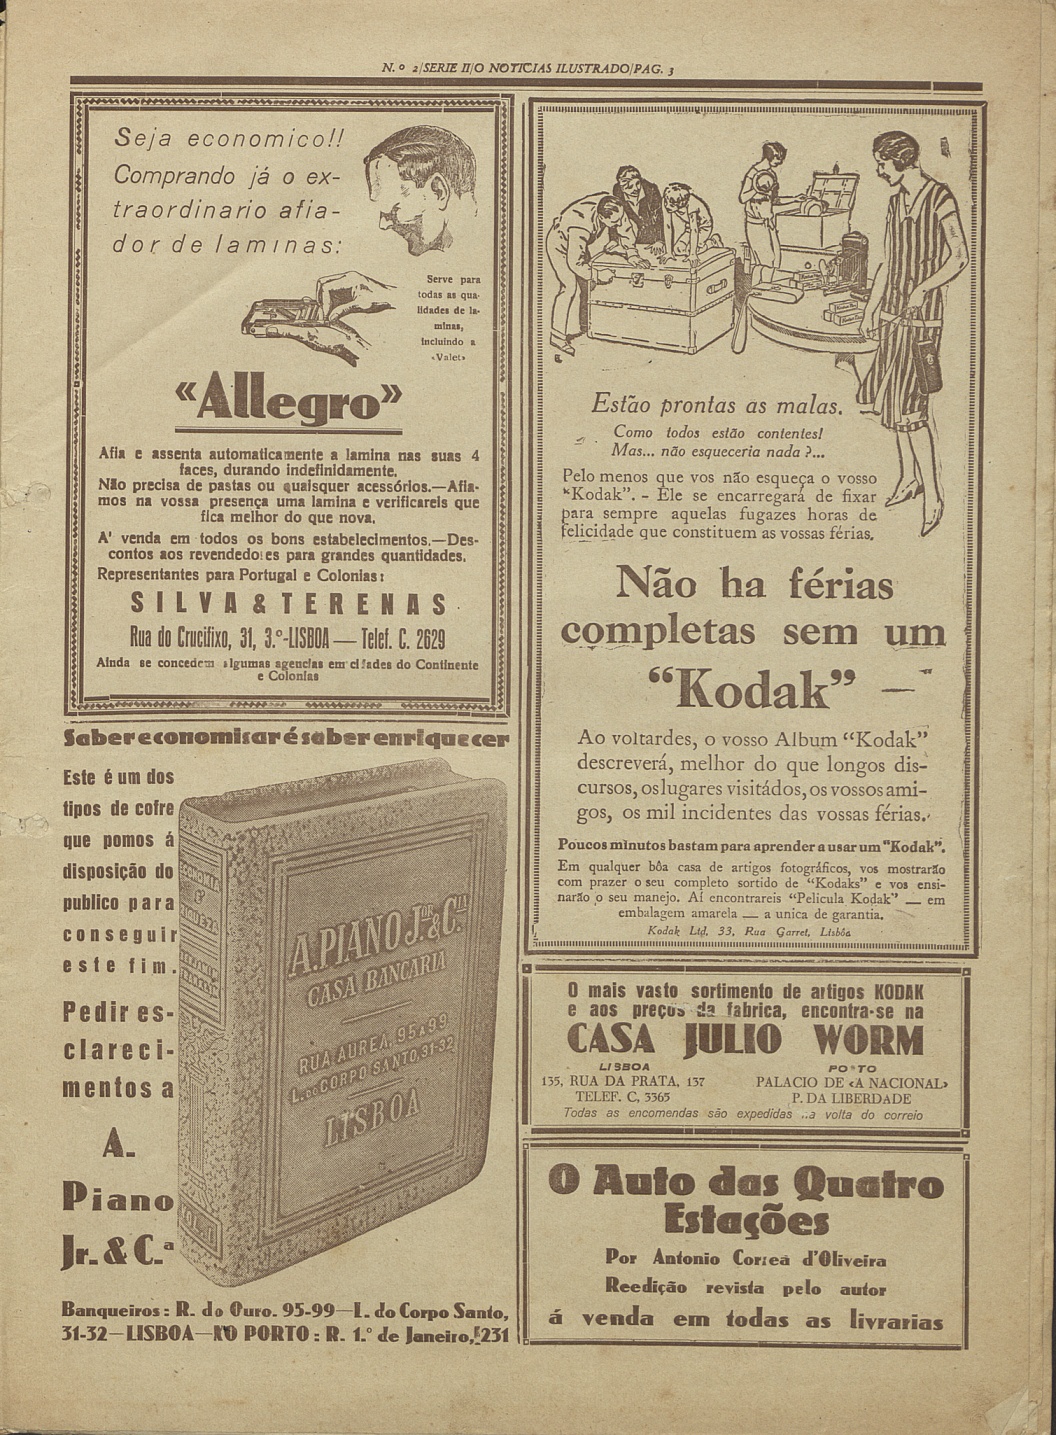 N.º 2/SERIE II/O NOTICIAS ILUSTRADO/PAG. 3
Seja economico!!
Comprando já o ex-
traordinario afia-
dor de laminas:
Serve para
todas as qua-
lidades de la-
minas,
incluindo a
«Valet»
“Allegro”
Afia e assenta automaticamente a lamina nas suas 4
faces, durando indefinidamente.
Não precisa de pastas ou quaisquer acessórios.—Afia-
mos na vossa presença uma lamina e verificareis que
fica melhor do que nova.
A' venda em todos os bons estabelecimentos.—Des-
contos aos revendedores para grandes quantidades.
Representantes para Portugal e Colonias:
SILVA & TERENAS
Rua do Crucifixo, 31, 3.º-LISBOA — Telef. C. 2629
Ainda se concedem algumas agencias em cidades do Continente
e Colonias
Saber economisar é saber enriquecer
Este é um dos
tipos de cofre
que pomos á
disposição do
publico para
conseguir
este fim.
Pedir es-
clareci-
mentos a
A.
Piano
Jr. & C.ª
ECONOMIA
É
RIQUEZA
BENJAMIM
FRANKLIN
VOL. II
A. PIANO J.OR & C.IA
CASA BANCARIA
RUA AUREA, 95 A 99
L. DO CORPO SANTO, 31-32
LISBOA
Banqueiros: R. do Ouro. 95-99—L. do Corpo Santo,
31-32—LISBOA—NO PORTO: R. 1.º de Janeiro, 231
Estão prontas as malas.
Como todos estão contentes!
Mas... não esqueceria nada?...
Pelo menos que vos não esqueça o vosso
“Kodak”. - Ele se encarregará de fixar
para sempre aquelas fugazes horas de
felicidade que constituem as vossas férias.
Não ha férias
completas sem um
“Kodak” —
Ao voltardes, o vosso Album “Kodak”
descreverá, melhor do que longos dis-
cursos, os lugares visitádos, os vossos ami-
gos, os mil incidentes das vossas férias.
Poucos minutos bastam para aprender a usar um “Kodak”.
Em qualquer bôa casa de artigos fotográficos, vos mostrarão
com prazer o seu completo sortido de “Kodaks” e vos ensi-
narão o seu manejo. Aí encontrareis “Pelicula Kodak” — em
embalagem amarela — a unica de garantia.
Kodak Ltd, 33, Rua Garret, Lisbôa
O mais vasto sortimento de artigos KODAK
e aos preços da fabrica, encontra-se na
CASA JULIO WORM
LISBOA
135, RUA DA PRATA, 137
TELEF. C, 3365
PORTO
PALACIO DE «A NACIONAL»
P. DA LIBERDADE
Todas as encomendas são expedidas á volta do correio
O Auto das Quatro
Estações
Por Antonio Correa d'Oliveira
Reedição revista pelo autor
á venda em todas as livrarias